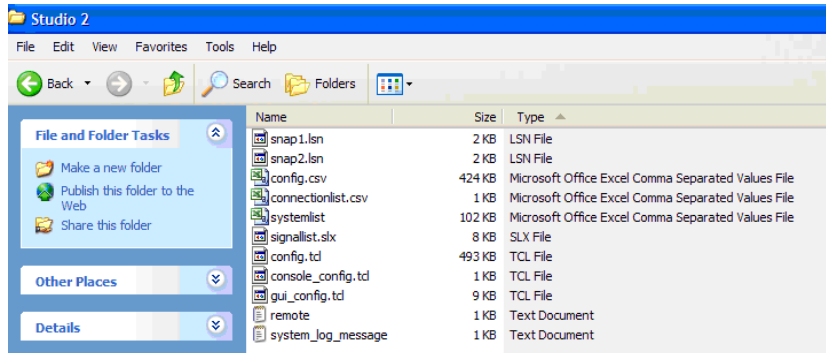 Studio 2
File Edit View Favorites Tools Help
Back Search Folders
File and Folder Tasks
Make a new folder
Publish this folder to the
Web
Share this folder
Other Places
Details
Name Size Type
snap1.lsn 2 KB LSN File
snap2.lsn 2 KB LSN File
config.csv 424 KB Microsoft Office Excel Comma Separated Values File
connectionlist.csv 1 KB Microsoft Office Excel Comma Separated Values File
systemlist 102 KB Microsoft Office Excel Comma Separated Values File
signallist.slx 8 KB SLX File
config.tcl 493 KB TCL File
console_config.tcl 1 KB TCL File
gui_config.tcl 9 KB TCL File
remote 1 KB Text Document
system_log_message 1 KB Text Document